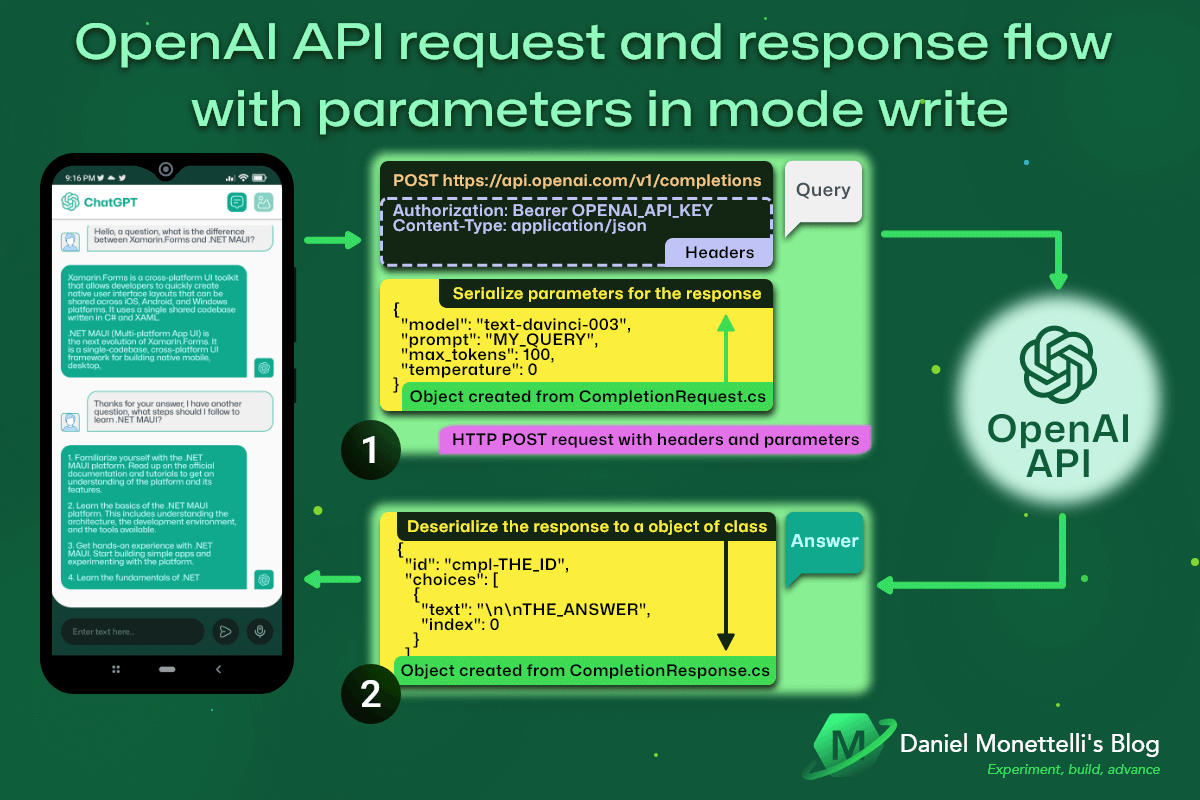 OpenAI API request and response flow
with parameters in mode write
9:16 PM
ChatGPT
Hello, a question, what is the difference
between Xamarin.Forms and .NET MAUI?
Xamarin.Forms is a cross-platform UI toolkit
that allows developers to quickly create
native user interface layouts that can be
shared across iOS, Android, and Windows
platforms. It uses a single shared codebase
written in C# and XAML.
.NET MAUI (Multi-platform App UI) is
the next evolution of Xamarin.Forms. It
is a single-codebase, cross-platform UI
framework for building native mobile,
desktop,
Thanks for your answer, I have another
question, what steps should I follow to
learn .NET MAUI?
1. Familiarize yourself with the .NET
MAUI platform. Read up on the official
documentation and tutorials to get an
understanding of the platform and its
features.
2. Learn the basics of the .NET MAUI
platform. This includes understanding the
architecture, the development environment,
and the tools available.
3. Get hands-on experience with .NET
MAUI. Start building simple apps and
experimenting with the platform.
4. Learn the fundamentals of .NET
Enter text here..
POST https://api.openai.com/v1/completions
Authorization: Bearer OPENAI_API_KEY
Content-Type: application/json
Headers
Query
Serialize parameters for the response
{
"model": "text-davinci-003",
"prompt": "MY_QUERY",
"max_tokens": 100,
"temperature": 0
}
Object created from CompletionRequest.cs
1
HTTP POST request with headers and parameters
OpenAI
API
Deserialize the response to a object of class
Answer
{
"id": "cmpl-THE_ID",
"choices": [
{
"text": "\n\nTHE_ANSWER",
"index": 0
}
]
Object created from CompletionResponse.cs
2
M
Daniel Monettelli's Blog
Experiment, build, advance